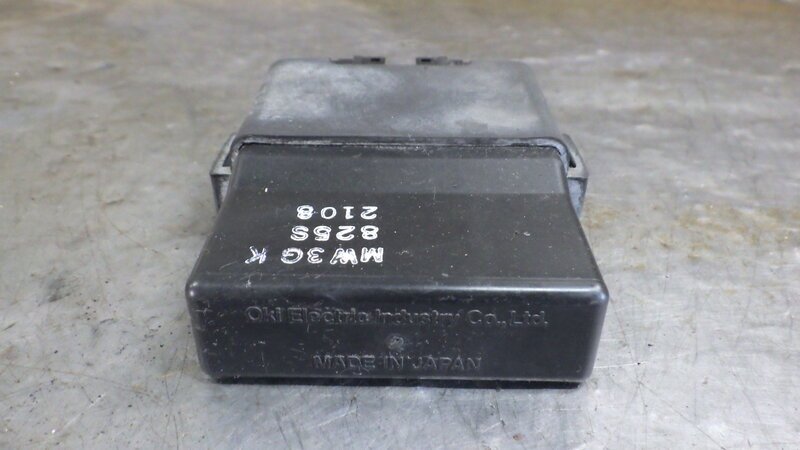 MW3G K
825S
2108
Oki Electric Industry Co., Ltd.
MADE IN JAPAN